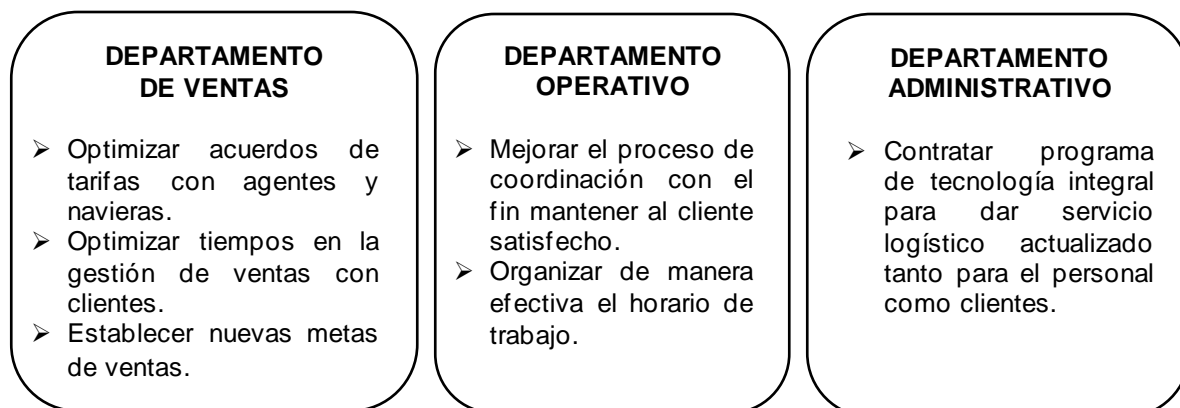 DEPARTAMENTO
DE VENTAS
➢ Optimizar acuerdos de
tarifas con agentes y
navieras.
➢ Optimizar tiempos en la
gestión de ventas con
clientes.
➢ Establecer nuevas metas
de ventas.
DEPARTAMENTO
OPERATIVO
➢ Mejorar el proceso de
coordinación con el
fin mantener al cliente
satisfecho.
➢ Organizar de manera
efectiva el horario de
trabajo.
DEPARTAMENTO
ADMINISTRATIVO
➢ Contratar programa
de tecnología integral
para dar servicio
logístico actualizado
tanto para el personal
como clientes.